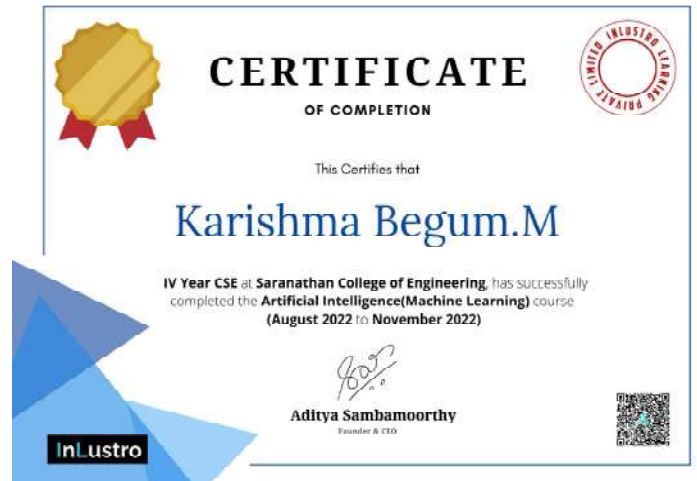 CERTIFICATE
OF COMPLETION
INLUSTRO LEARNING PRIVATE LIMITED
This Certifies that
Karishma Begum.M
IV Year CSE at Saranathan College of Engineering, has successfully
completed the Artificial Intelligence(Machine Learning) course
(August 2022 to November 2022)
Aditya Sambamoorthy
Founder & CEO
InLustro